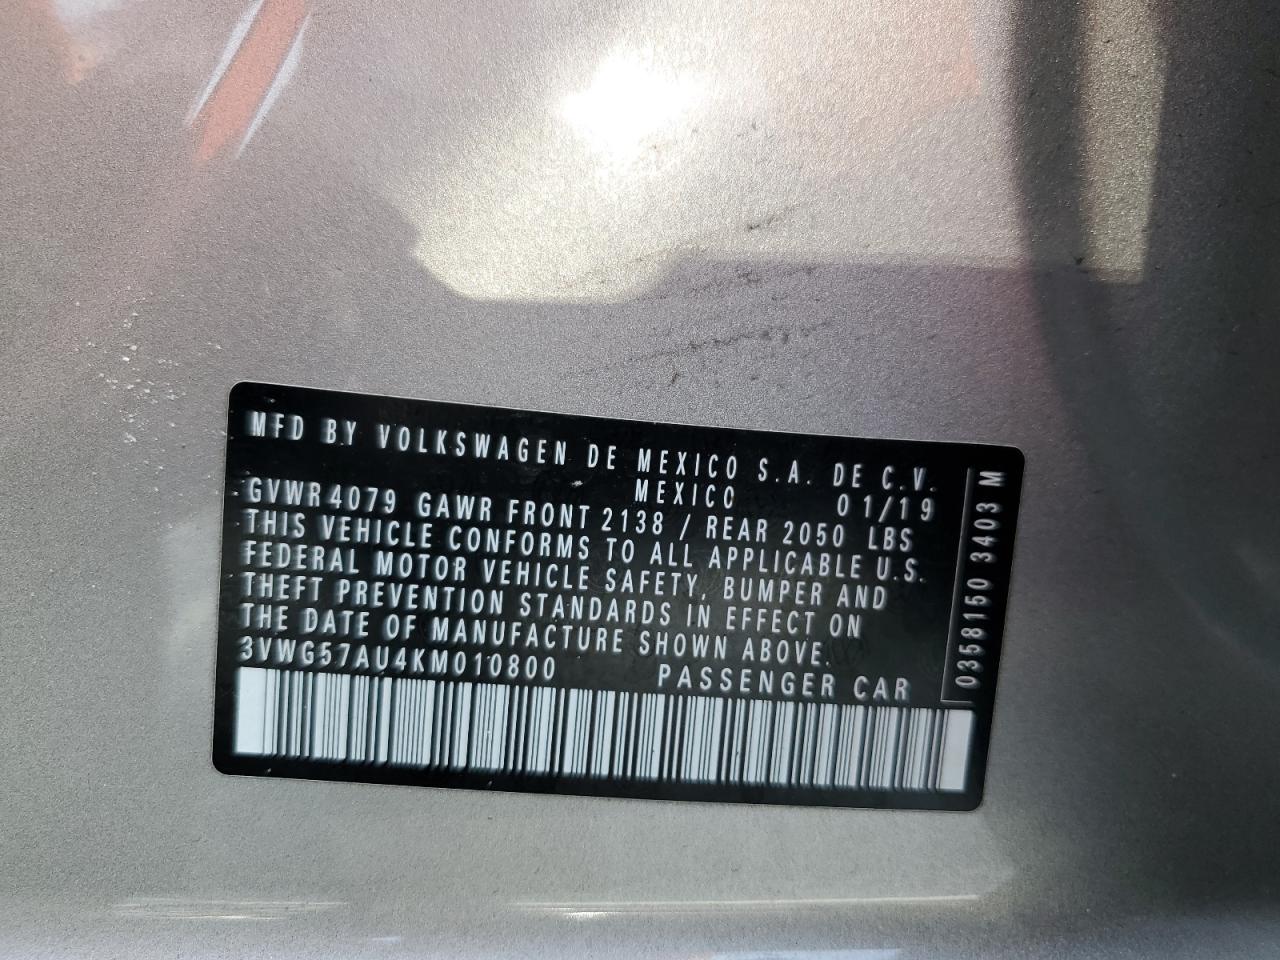 MFD BY VOLKSWAGEN DE MEXICO S.A. DE C.V.
MEXICO 01/19
GVWR 4079 GAWR FRONT 2138 / REAR 2050 LBS
THIS VEHICLE CONFORMS TO ALL APPLICABLE U.S.
FEDERAL MOTOR VEHICLE SAFETY, BUMPER AND
THEFT PREVENTION STANDARDS IN EFFECT ON
THE DATE OF MANUFACTURE SHOWN ABOVE.
3VWG57AU4KM010800 PASSENGER CAR
0358150 3403 M